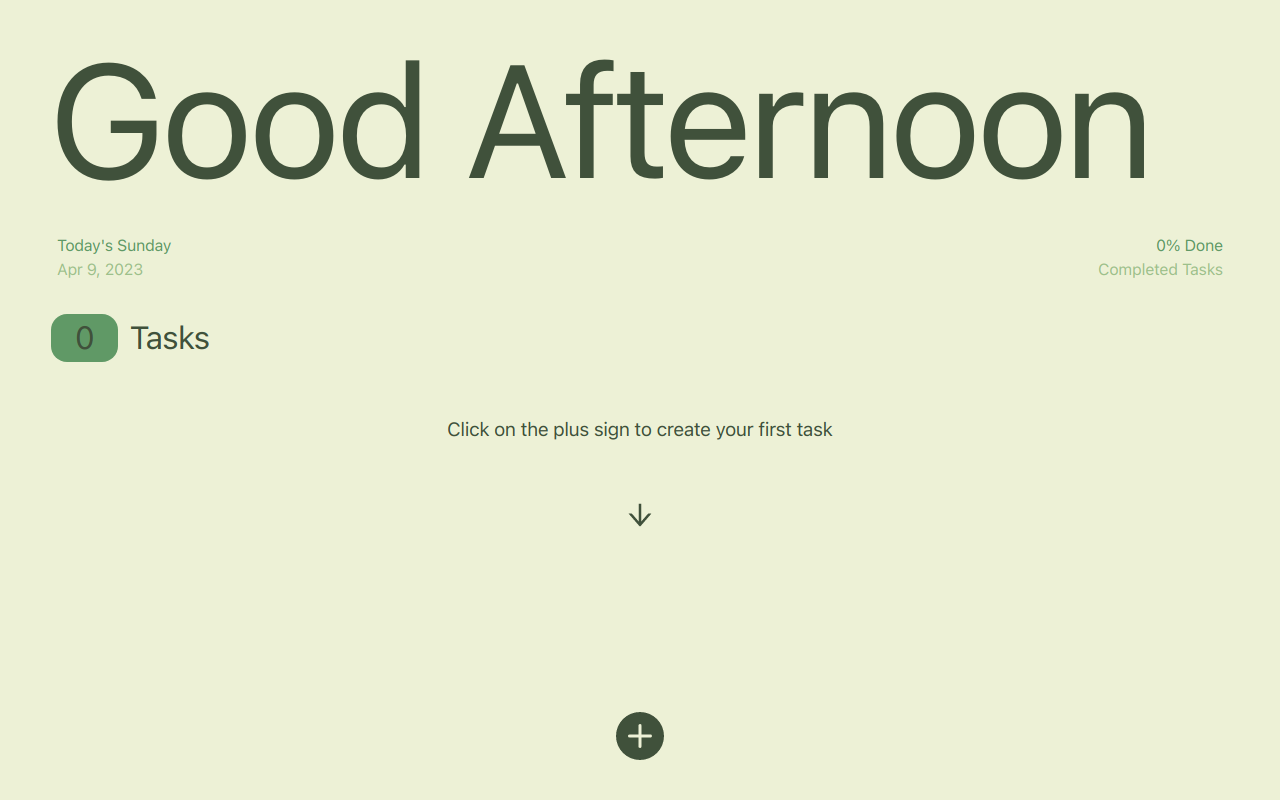 Good Afternoon
Today's Sunday
0% Done
Apr 9, 2023
Completed Tasks
0 Tasks
Click on the plus sign to create your first task